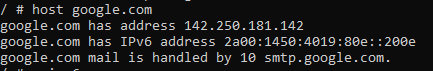 / # host google.com
google.com has address 142.250.181.142
google.com has IPv6 address 2a00:1450:4019:80e::200e
google.com mail is handled by 10 smtp.google.com.